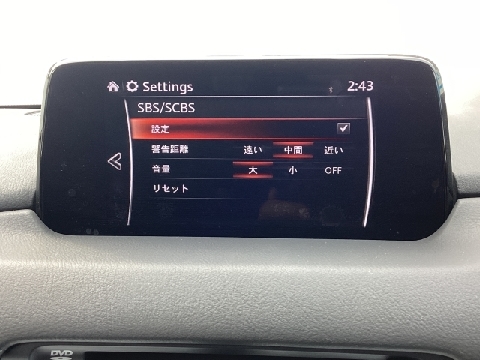 Settings 2:43
SBS/SCBS
設定
警告距離 遠い 中間 近い
音量 大 小 OFF
リセット
DVD